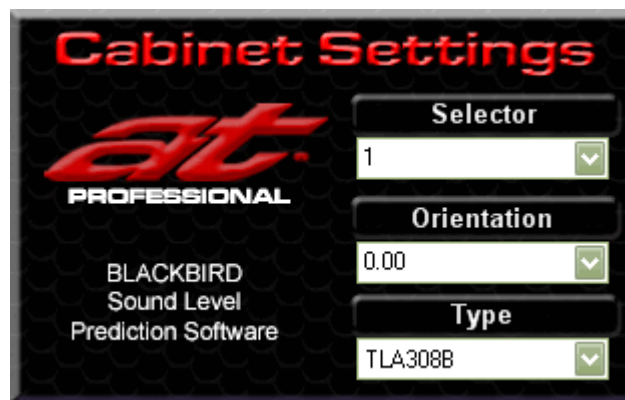 Cabinet Settings
at
PROFESSIONAL
BLACKBIRD
Sound Level
Prediction Software
Selector
1
Orientation
0.00
Type
TLA308B